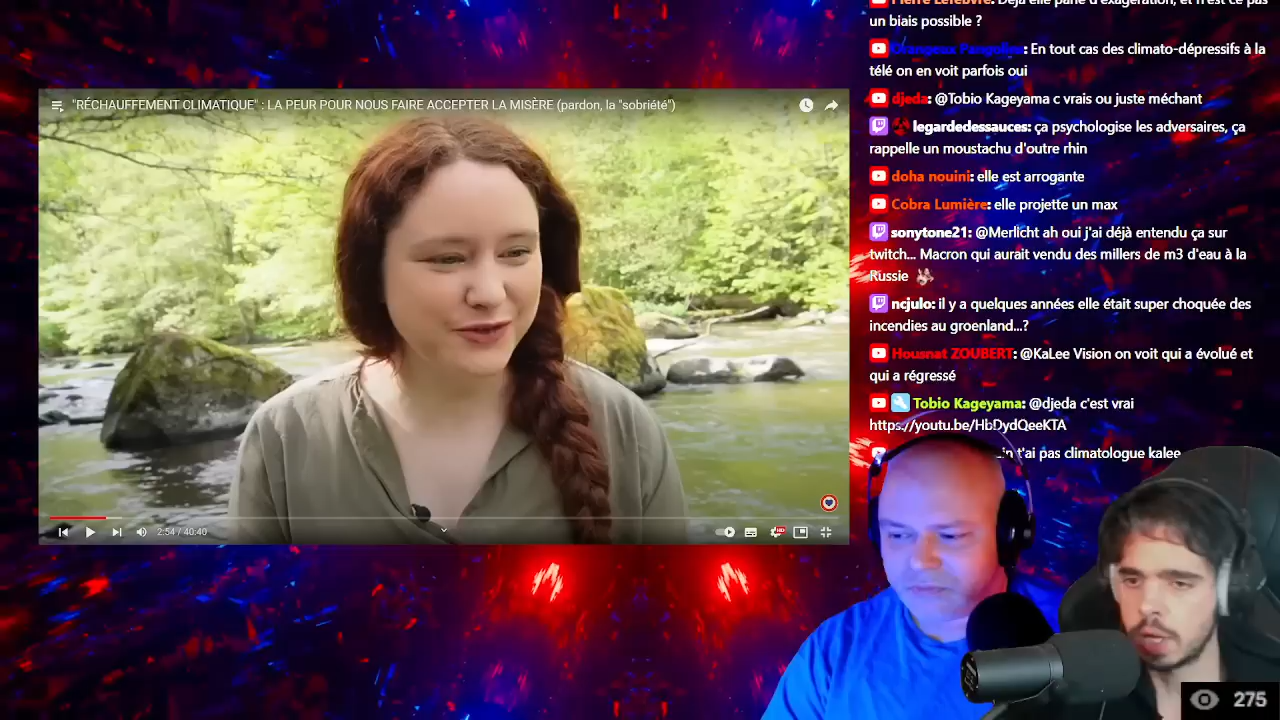 "RÉCHAUFFEMENT CLIMATIQUE" : LA PEUR POUR NOUS FAIRE ACCEPTER LA MISÈRE (pardon, la "sobriété")
2:54 / 40:40
HD
un biais possible ?
Orangeux Pangolin: En tout cas des climato-dépressifs à la
télé on en voit parfois oui
djeda: @Tobio Kageyama c vrais ou juste méchant
legardedessauces: ça psychologise les adversaires, ça
rappelle un moustachu d'outre rhin
doha nouini: elle est arrogante
Cobra Lumière: elle projette un max
sonytone21: @Merlicht ah oui j'ai déjà entendu ça sur
twitch... Macron qui aurait vendu des millers de m3 d'eau à la
Russie
ncjulo: il y a quelques années elle était super choquée des
incendies au groenland...?
Housnat ZOUBERT: @KaLee Vision on voit qui a évolué et
qui a régressé
Tobio Kageyama: @djeda c'est vrai
https://youtu.be/HbDydQeeKTA
t'ai pas climatologue kalee
275